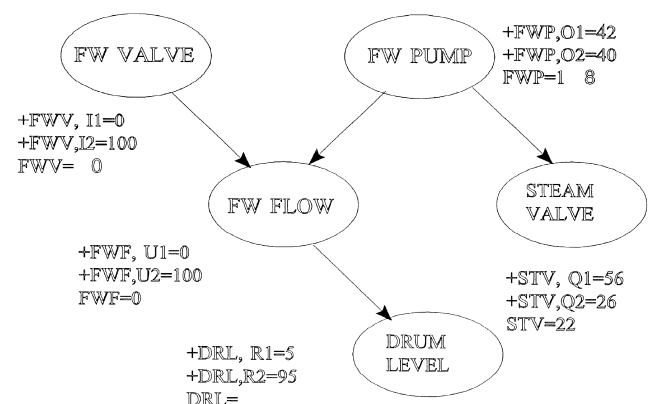 FW VALVE
FW PUMP
+FWP,O1=42
+FWP,O2=40
FWP=1 8
+FWV, I1=0
+FWV,I2=100
FWV= 0
FW FLOW
STEAM
VALVE
+FWF, U1=0
+FWF,U2=100
FWF=0
+STV, Q1=56
+STV,Q2=26
STV=22
DRUM
LEVEL
+DRL, R1=5
+DRL,R2=95
DRL=